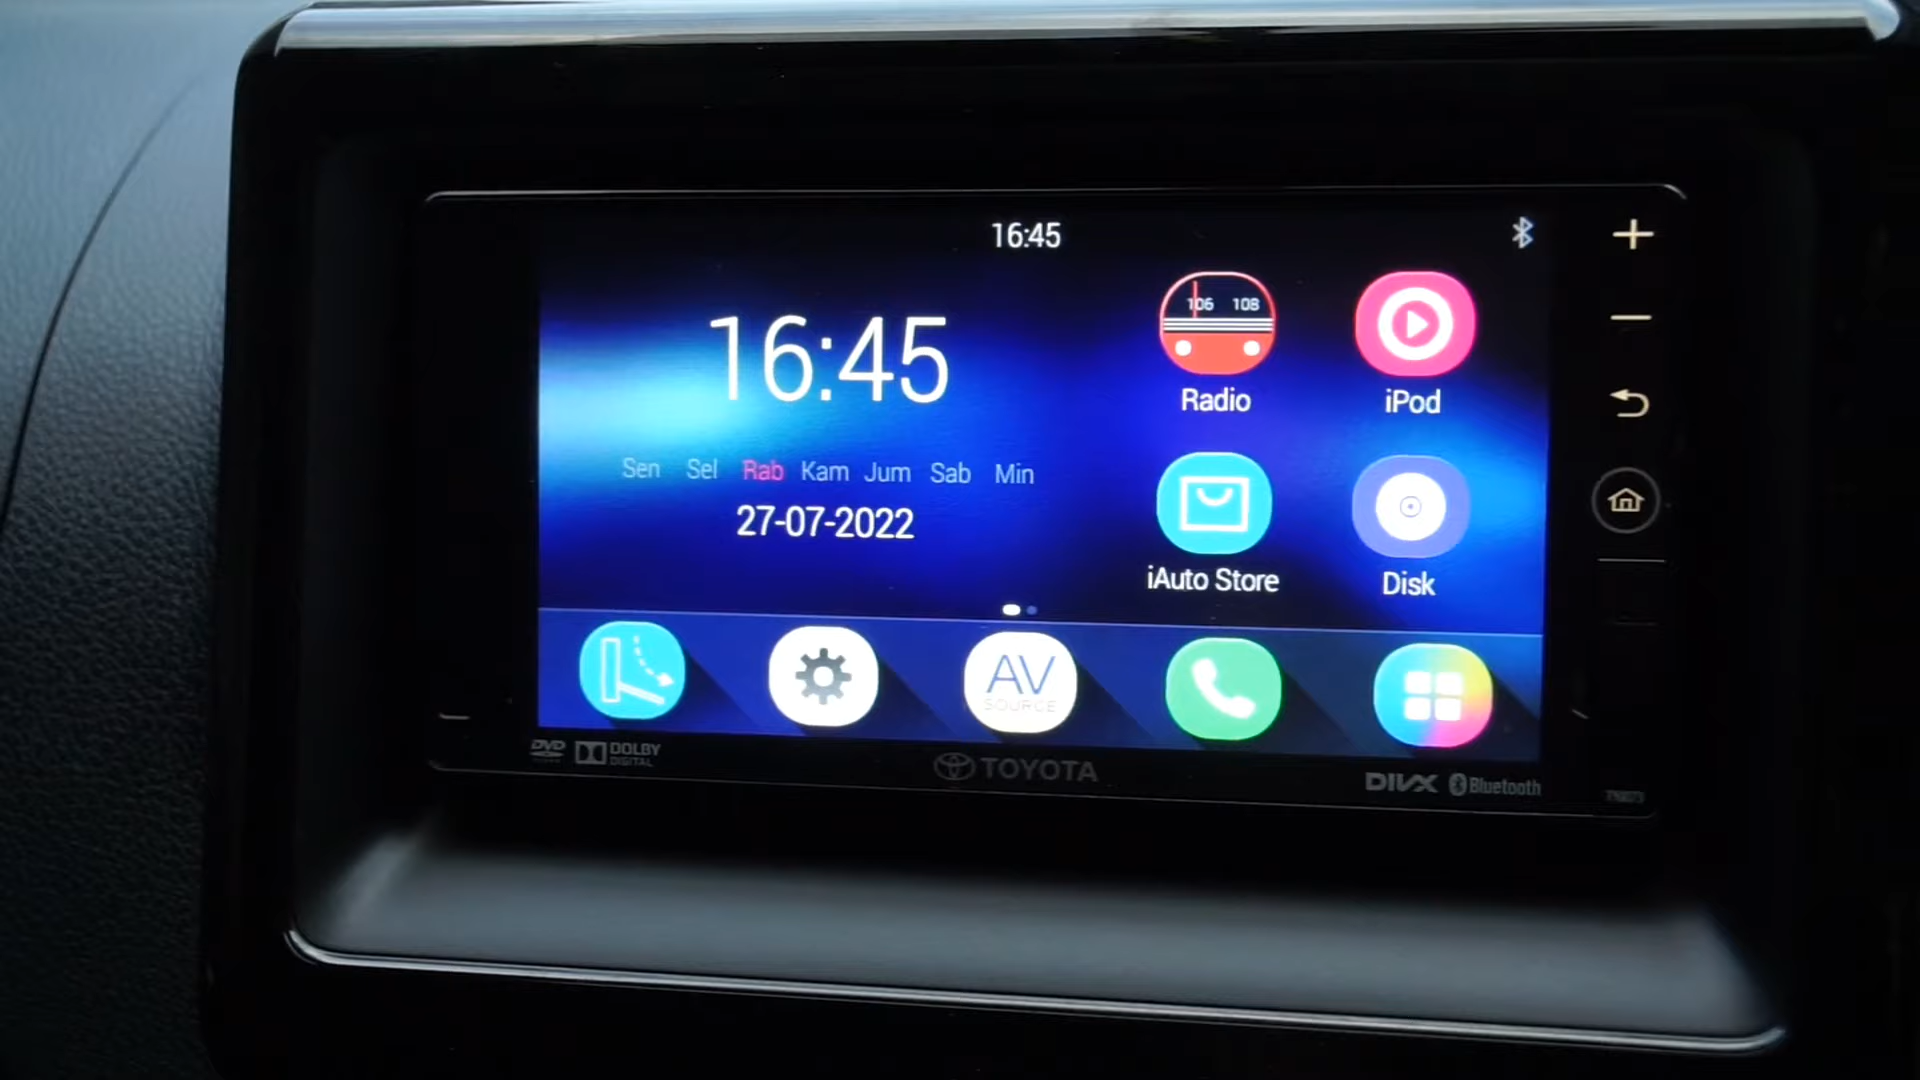 16:45
16:45
106 108
Radio
iPod
Sen Sel Rab Kam Jum Sab Min
27-07-2022
iAuto Store
Disk
AV
SOURCE
DVD
DOLBY
DIGITAL
TOYOTA
DIVX
Bluetooth